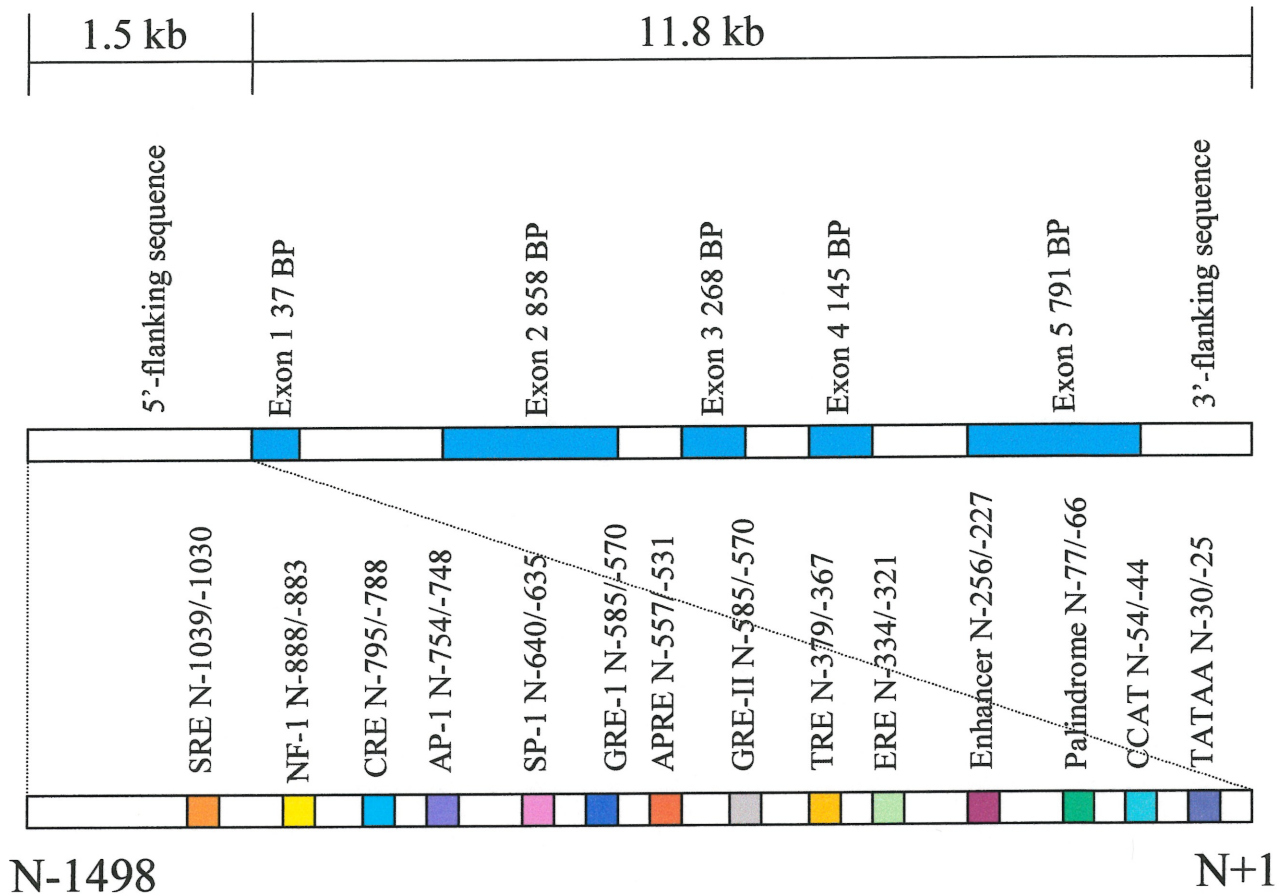 1.5 kb
11.8 kb
5'-flanking sequence
Exon 1 37 BP
Exon 2 858 BP
Exon 3 268 BP
Exon 4 145 BP
Exon 5 791 BP
3'-flanking sequence
SRE N-1039/-1030
NF-1 N-888/-883
CRE N-795/-788
AP-1 N-754/-748
SP-1 N-640/-635
GRE-1 N-585/-570
APRE N-557/-531
GRE-II N-585/-570
TRE N-379/-367
ERE N-334/-321
Enhancer N-256/-227
Palindrome N-77/-66
CCAT N-54/-44
TATAA N-30/-25
N-1498
N+1